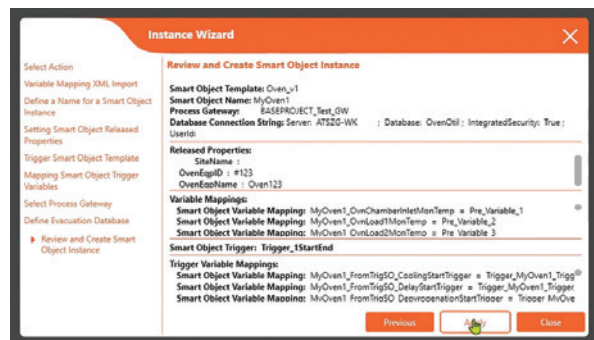 Instance Wizard
Select Action
Variable Mapping XML Import
Define a Name for a Smart Object
Instance
Setting Smart Object Released
Properties
Trigger Smart Object Template
Mapping Smart Object Trigger
Variables
Select Process Gateway
Define Evacuation Database
Review and Create Smart
Object Instance
Review and Create Smart Object Instance
Smart Object Template: Oven_v1
Smart Object Name: MyOven1
Process Gateway: BASEPROJECT_Test_GW
Database Connection String: Server: ATSZG-WK ; Database: OvenOtil ; IntegratedSecurity: True ;
UserId:
Released Properties:
SiteName :
OvenEqpID : #123
OvenEqpName : Oven123
Variable Mappings:
Smart Object Variable Mapping: MyOven1_OvnChamberInletMonTemp = Pre_Variable_1
Smart Object Variable Mapping: MyOven1_OvnLoad1MonTemp = Pre_Variable_2
Smart Object Variable Mapping: MyOven1_OvnLoad2MonTemp = Pre_Variable_3
Smart Object Trigger: Trigger_1StartEnd
Trigger Variable Mappings:
Smart Object Variable Mapping: MyOven1_FromTrigSO_CoolingStartTrigger = Trigger_MyOven1_Trigg
Smart Object Variable Mapping: MyOven1_FromTrigSO_DelayStartTrigger = Trigger_MyOven1_Trigger
Smart Object Variable Mapping: MyOven1_FromTrigSO_DepyrogenationStartTrigger = Trigger_MyOve
Previous
Apply
Close